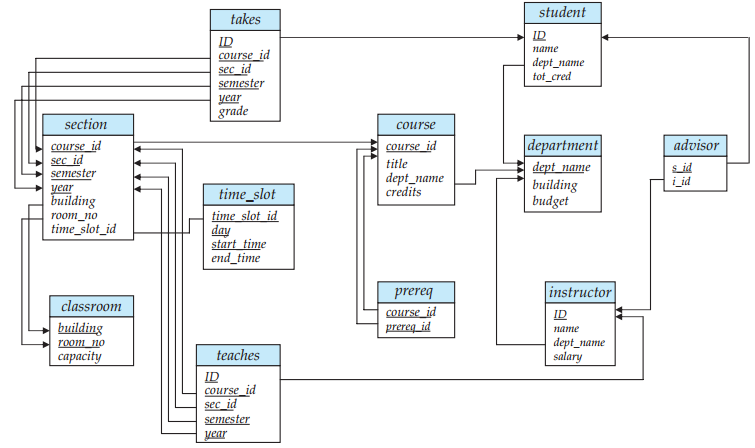 takes
ID
course_id
sec_id
semester
year
grade
student
ID
name
dept_name
tot_cred
section
course_id
sec_id
semester
year
building
room_no
time_slot_id
course
course_id
title
dept_name
credits
department
dept_name
building
budget
advisor
s_id
i_id
time_slot
time_slot_id
day
start_time
end_time
prereq
course_id
prereq_id
instructor
ID
name
dept_name
salary
classroom
building
room_no
capacity
teaches
ID
course_id
sec_id
semester
year